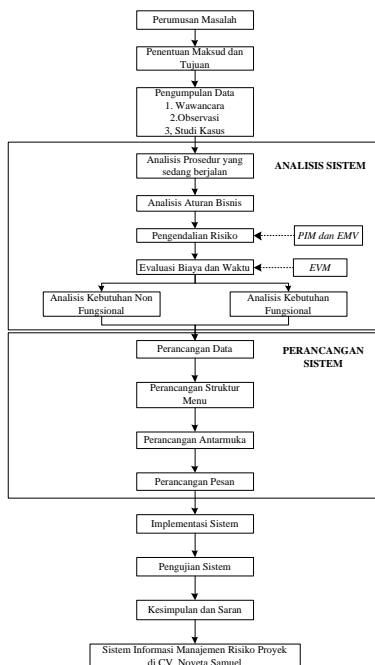 Perumusan Masalah
Penentuan Maksud dan
Tujuan
Pengumpulan Data
1. Wawancara
2.Observasi
3, Studi Kasus
Analisis Prosedur yang
sedang berjalan
ANALISIS SISTEM
Analisis Aturan Bisnis
Pengendalian Risiko
PIM dan EMV
Evaluasi Biaya dan Waktu
EVM
Analisis Kebutuhan Non
Fungsional
Analisis Kebutuhan
Fungsional
Perancangan Data
PERANCANGAN
SISTEM
Perancangan Struktur
Menu
Perancangan Antarmuka
Perancangan Pesan
Implementasi Sistem
Pengujian Sistem
Kesimpulan dan Saran
Sistem Informasi Manajemen Risiko Proyek
di CV. Noveta Samuel